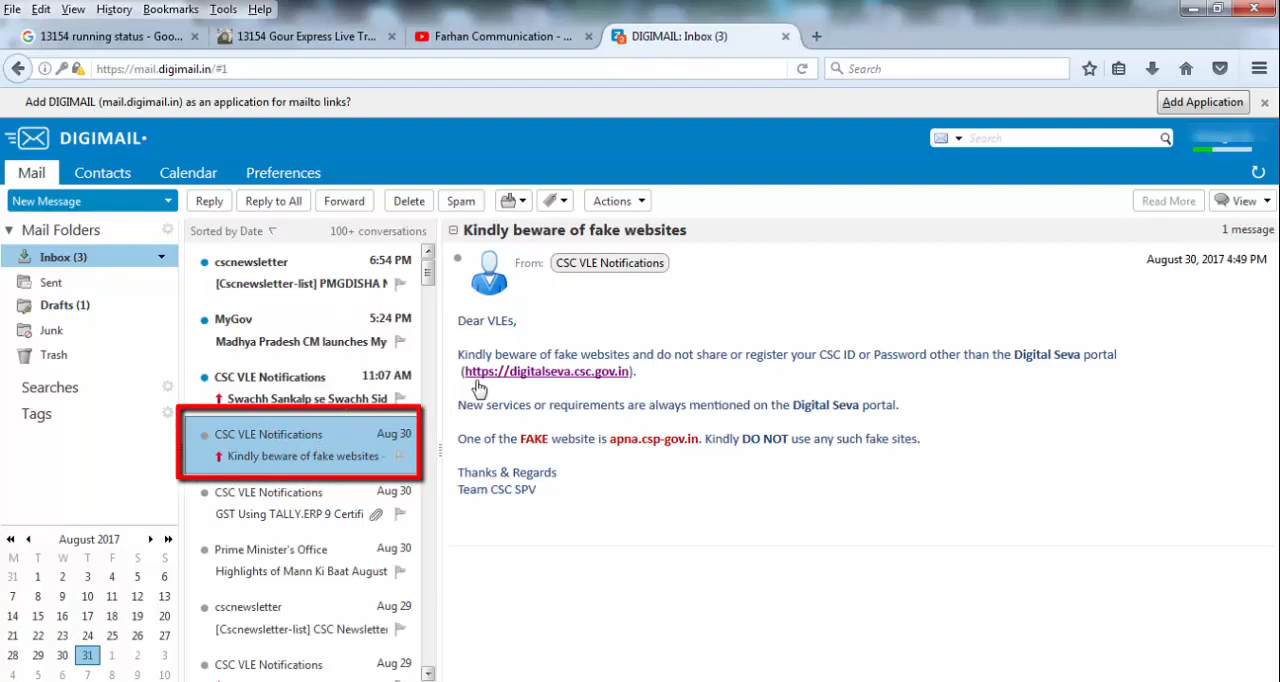 File Edit View History Bookmarks Tools Help
13154 running status - Goo... 13154 Gour Express Live Tr... Farhan Communication - ... DIGIMAIL: Inbox (3)
https://mail.digimail.in/#1 Search
Add DIGIMAIL (mail.digimail.in) as an application for mailto links? Add Application
DIGIMAIL Search
Mail Contacts Calendar Preferences
New Message Reply Reply to All Forward Delete Spam Actions Read More View
Mail Folders
Inbox (3)
Sent
Drafts (1)
Junk
Trash
Searches
Tags
August 2017
M T W T F S S
31 1 2 3 4 5 6
7 8 9 10 11 12 13
14 15 16 17 18 19 20
21 22 23 24 25 26 27
28 29 30 31 1 2 3
4 5 6 7 8 9 10
Sorted by Date 100+ conversations
cscnewsletter 6:54 PM
[Cscnewsletter-list] PMGDISHA
MyGov 5:24 PM
Madhya Pradesh CM launches My
CSC VLE Notifications 11:07 AM
Swachh Sankalp se Swachh Sid
CSC VLE Notifications Aug 30
Kindly beware of fake websites -
CSC VLE Notifications Aug 30
GST Using TALLY.ERP 9 Certifi
Prime Minister's Office Aug 30
Highlights of Mann Ki Baat August
cscnewsletter Aug 29
[Cscnewsletter-list] CSC Newsletter
CSC VLE Notifications Aug 29
Kindly beware of fake websites 1 message
From: CSC VLE Notifications August 30, 2017 4:49 PM
Dear VLEs,
Kindly beware of fake websites and do not share or register your CSC ID or Password other than the Digital Seva portal
(https://digitalseva.csc.gov.in).
New services or requirements are always mentioned on the Digital Seva portal.
One of the FAKE website is apna.csp-gov.in. Kindly DO NOT use any such fake sites.
Thanks & Regards
Team CSC SPV